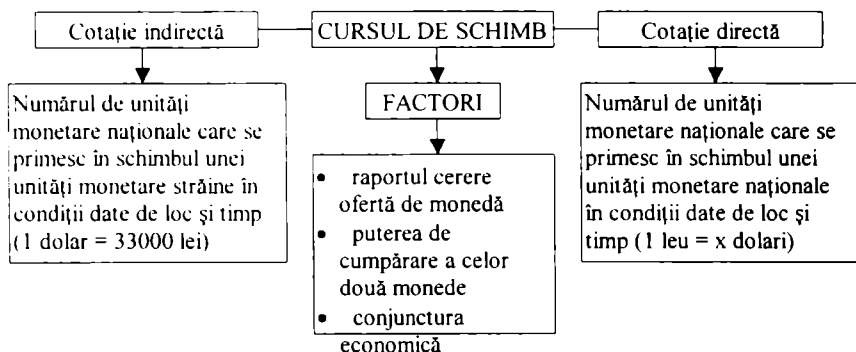 Cotație indirectă
CURSUL DE SCHIMB
Cotație directă
Numărul de unități
monetare naționale care se
primesc în schimbul unei
unități monetare străine în
condiții date de loc și timp
(1 dolar = 33000 lei)
FACTORI
• raportul cerere
ofertă de monedă
• puterea de
cumpărare a celor
două monede
• conjunctura
economică
Numărul de unități
monetare naționale care se
primesc în schimbul unei
unități monetare naționale
în condiții date de loc și
timp (1 leu = x dolari)